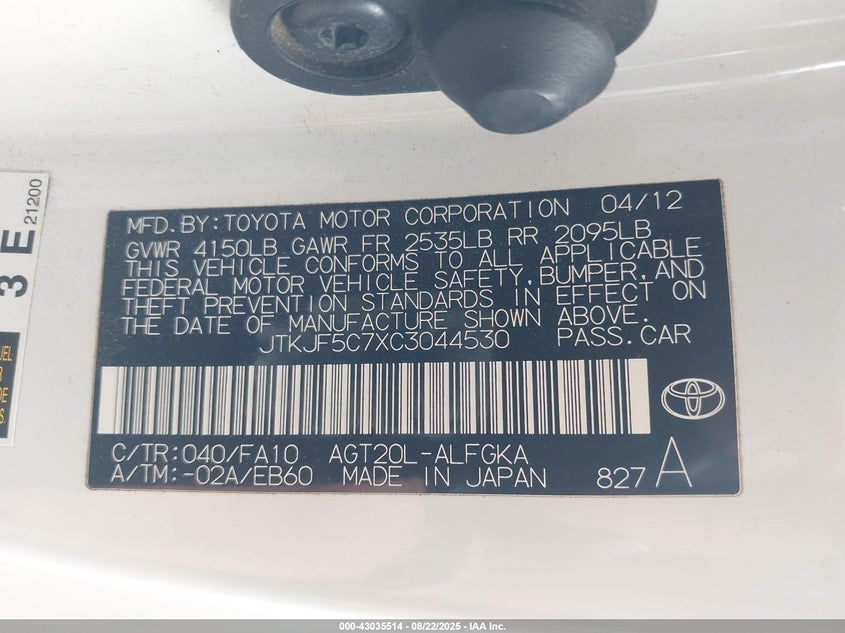 MFD.BY:TOYOTA MOTOR CORPORATION 04/12
GVWR 4150LB GAWR FR 2535LB RR 2095LB
THIS VEHICLE CONFORMS TO ALL APPLICABLE
FEDERAL MOTOR VEHICLE SAFETY, BUMPER, AND
THEFT PREVENTION STANDARDS IN EFFECT ON
THE DATE OF MANUFACTURE SHOWN ABOVE.
JTKJF5C7XC3044530 PASS.CAR
C/TR:040/FA10 AGT20L-ALFGKA
A/TM:-02A/EB60 MADE IN JAPAN 827A
3E
21200
000-43035514 - 08/22/2025 - IAA Inc.